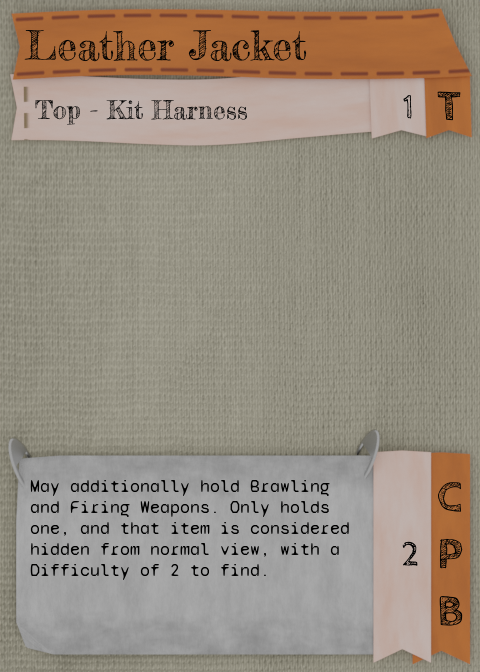 Leather Jacket
Top - Kit Harness
1
T
May additionally hold Brawling
and Firing Weapons. Only holds
one, and that item is considered
hidden from normal view, with a
Difficulty of 2 to find.
2
C
P
B